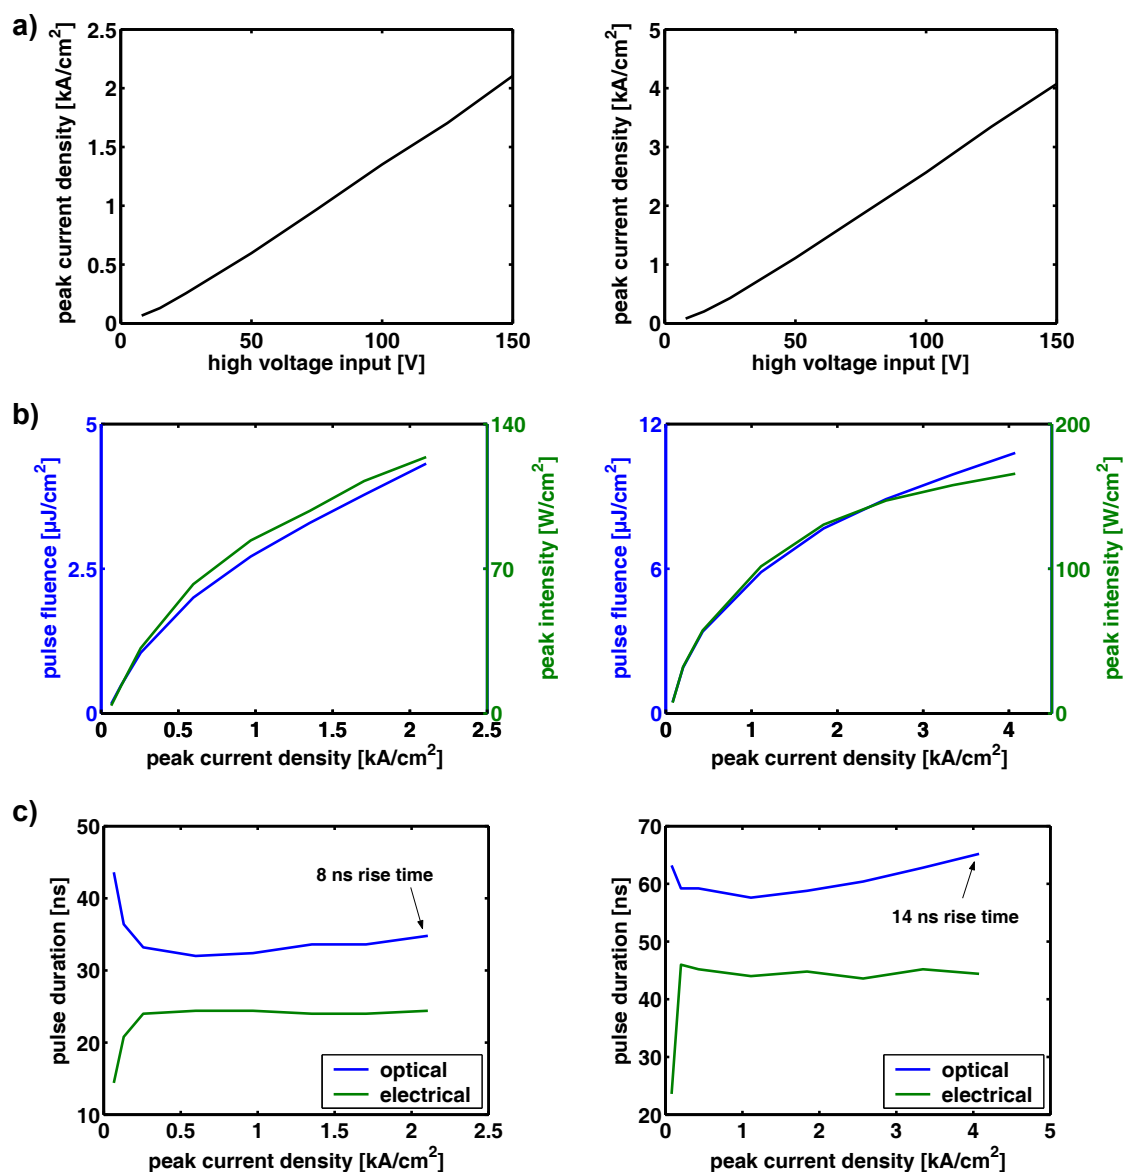 a)
peak current density [kA/cm²]
2.5
2
1.5
1
0.5
0
0
50
100
150
high voltage input [V]
peak current density [kA/cm²]
5
4
3
2
1
0
50
100
150
high voltage input [V]
b)
pulse fluence [µJ/cm²]
5
2.5
0
140
70
0
peak intensity [W/cm²]
0
0.5
1
1.5
2
2.5
peak current density [kA/cm²]
pulse fluence [µJ/cm²]
12
6
0
200
100
0
peak intensity [W/cm²]
0
1
2
3
4
peak current density [kA/cm²]
c)
pulse duration [ns]
50
40
30
20
10
8 ns rise time
optical
electrical
0
0.5
1
1.5
2
2.5
peak current density [kA/cm²]
pulse duration [ns]
70
60
50
40
30
20
14 ns rise time
optical
electrical
0
1
2
3
4
5
peak current density [kA/cm²]